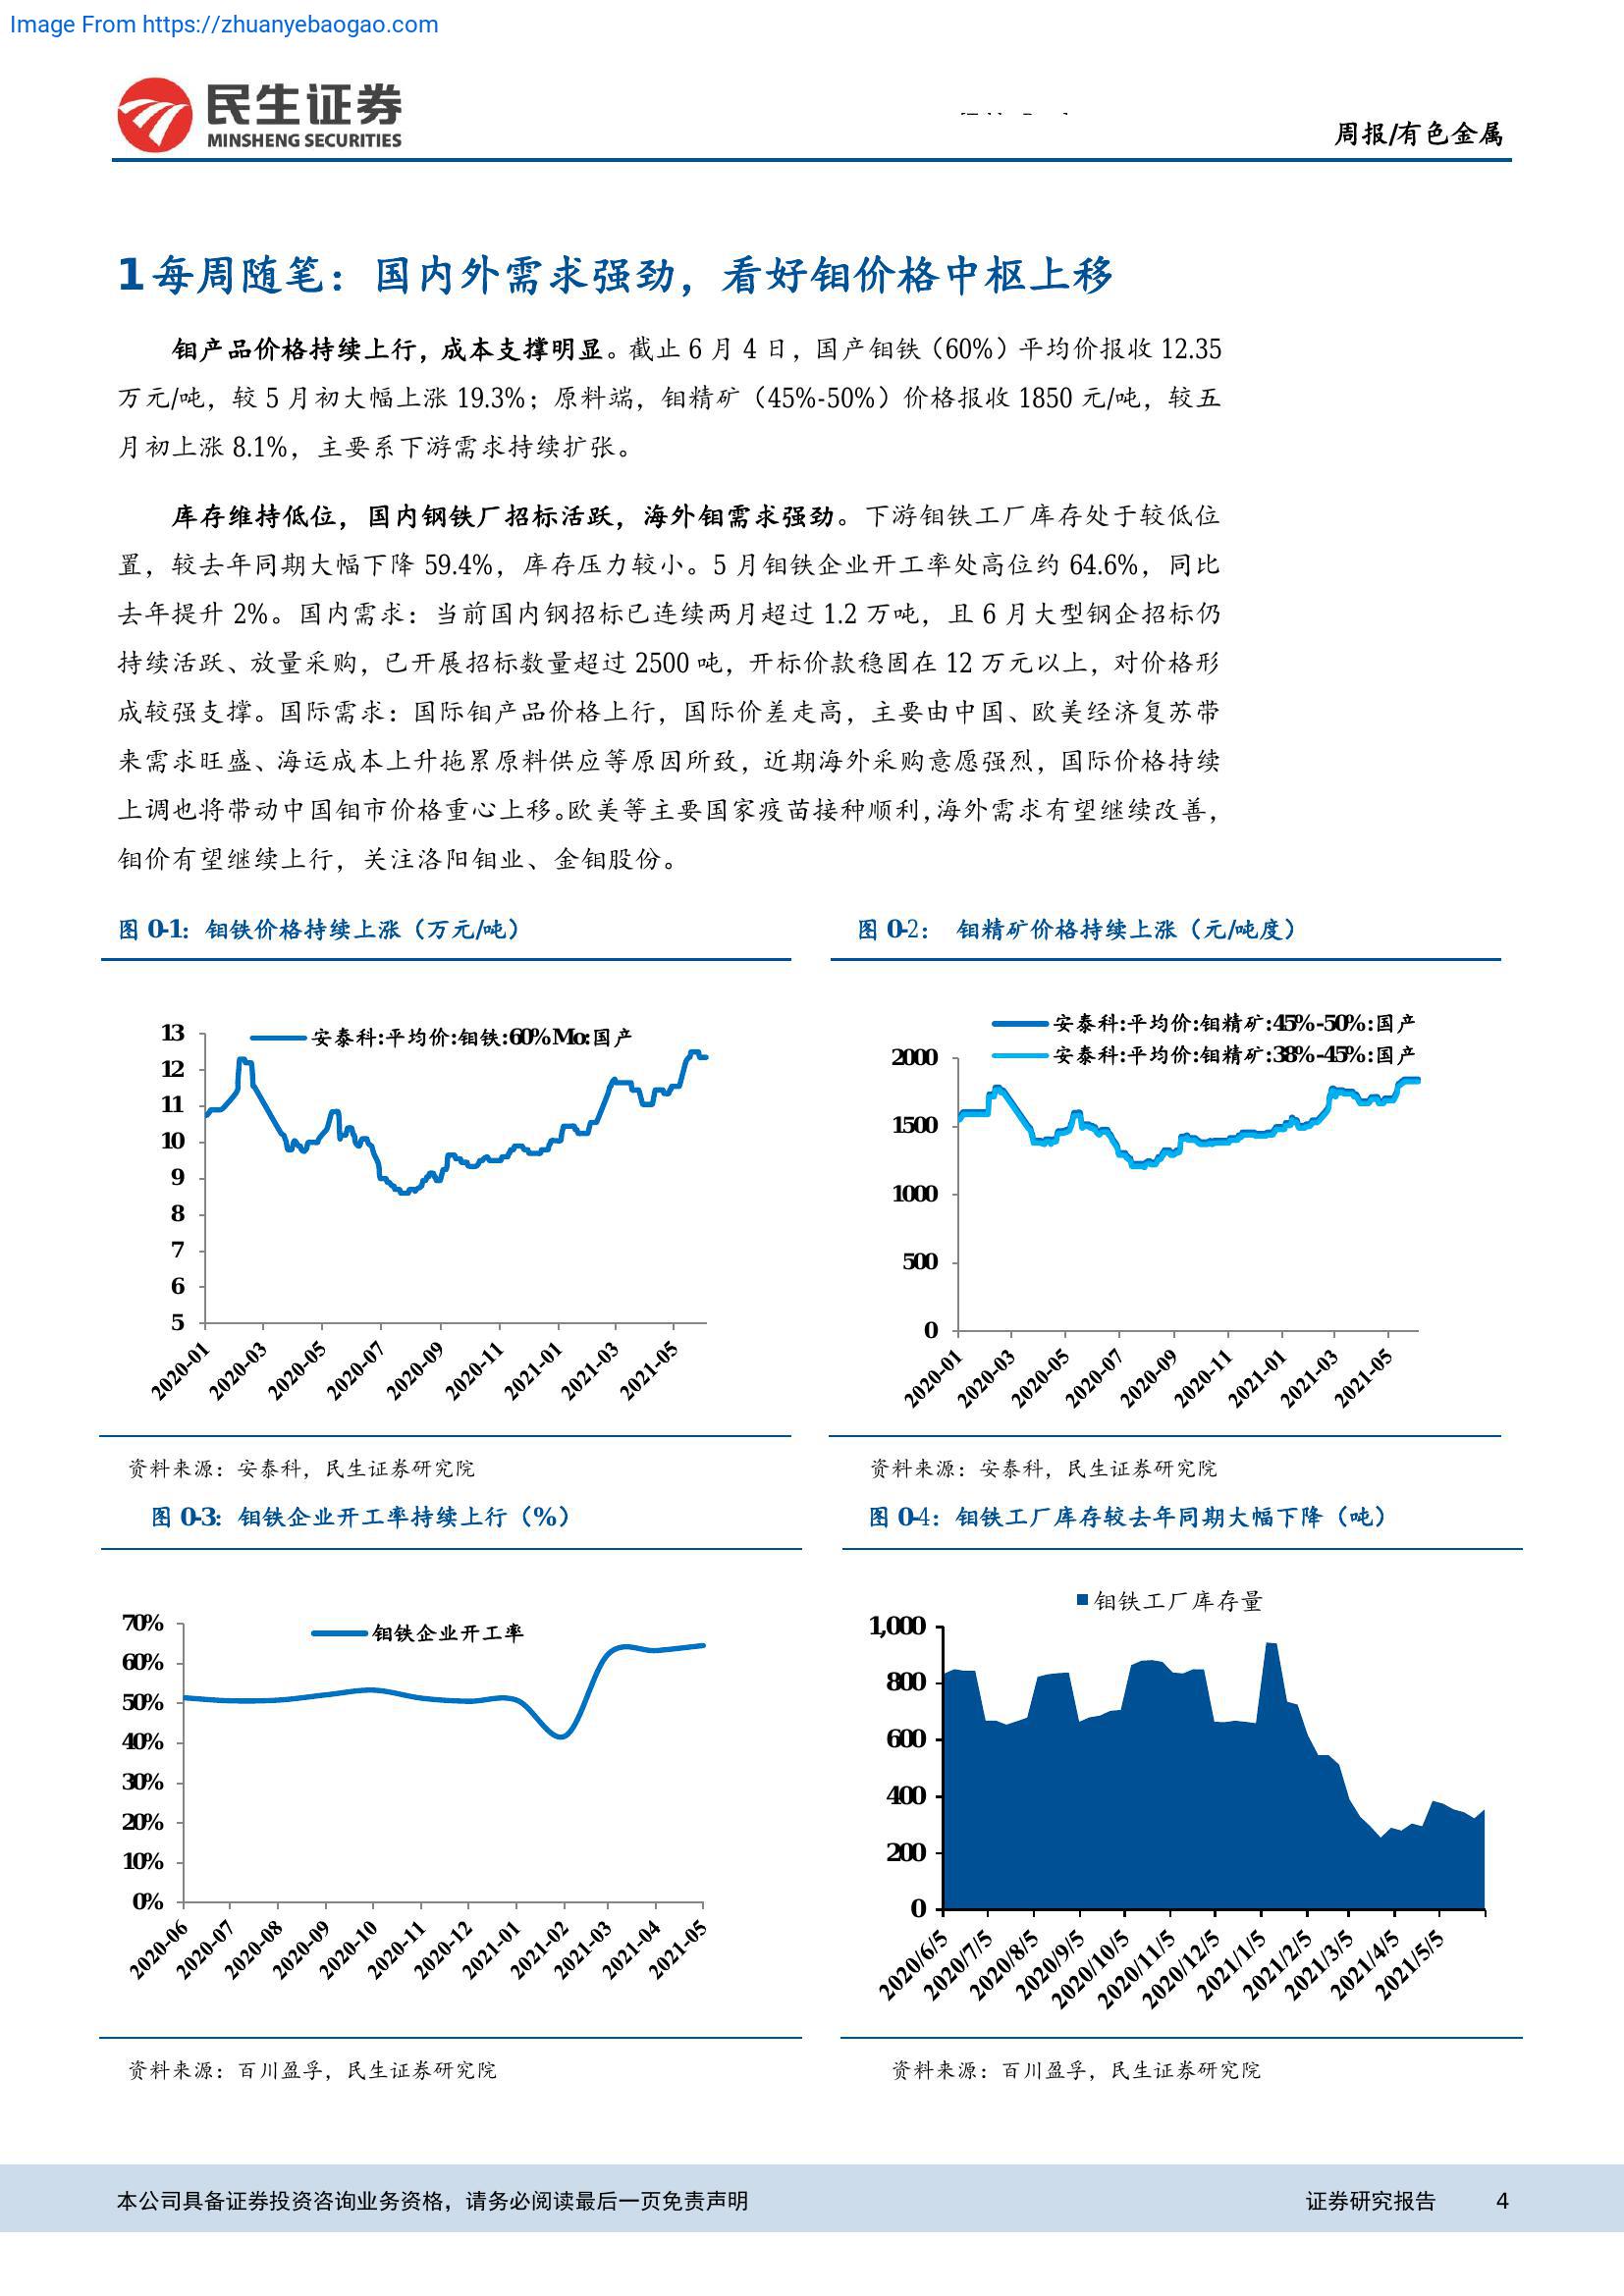 Image From https://zhuanyebaogao.com
民生证券
MINSHENG SECURITIES
周报/有色金属
1每周随笔：国内外需求强劲，看好钼价格中枢上移
钼产品价格持续上行，成本支撑明显。截止 6 月 4 日，国产钼铁（60%）平均价报收 12.35
万元/吨，较 5 月初大幅上涨 19.3%；原料端，钼精矿（45%-50%）价格报收 1850 元/吨，较五
月初上涨 8.1%，主要系下游需求持续扩张。
库存维持低位，国内钢铁厂招标活跃，海外钼需求强劲。下游钼铁工厂库存处于较低位
置，较去年同期大幅下降 59.4%，库存压力较小。5 月钼铁企业开工率处高位约 64.6%，同比
去年提升 2%。国内需求：当前国内钢招标已连续两月超过 1.2 万吨，且 6 月大型钢企招标仍
持续活跃、放量采购，已开展招标数量超过 2500 吨，开标价款稳固在 12 万元以上，对价格形
成较强支撑。国际需求：国际钼产品价格上行，国际价差走高，主要由中国、欧美经济复苏带
来需求旺盛、海运成本上升拖累原料供应等原因所致，近期海外采购意愿强烈，国际价格持续
上调也将带动中国钼市价格重心上移。欧美等主要国家疫苗接种顺利，海外需求有望继续改善，
钼价有望继续上行，关注洛阳钼业、金钼股份。
图 0-1：钼铁价格持续上涨（万元/吨）
13
12
11
10
9
8
7
6
5
安泰科:平均价:钼铁:60%Mo:国产
2020-01
2020-03
2020-05
2020-07
2020-09
2020-11
2021-01
2021-03
2021-05
资料来源：安泰科，民生证券研究院
图 0-2： 钼精矿价格持续上涨（元/吨度）
安泰科:平均价:钼精矿:45%-50%:国产
安泰科:平均价:钼精矿:38%-45%:国产
2000
1500
1000
500
0
2020-01
2020-03
2020-05
2020-07
2020-09
2020-11
2021-01
2021-03
2021-05
资料来源：安泰科，民生证券研究院
图 0-3：钼铁企业开工率持续上行（%）
钼铁企业开工率
70%
60%
50%
40%
30%
20%
10%
0%
2020-06
2020-07
2020-08
2020-09
2020-10
2020-11
2020-12
2021-01
2021-02
2021-03
2021-04
2021-05
资料来源：百川盈孚，民生证券研究院
图 0-4：钼铁工厂库存较去年同期大幅下降（吨）
钼铁工厂库存量
1,000
800
600
400
200
0
2020/6/5
2020/7/5
2020/8/5
2020/9/5
2020/10/5
2020/11/5
2020/12/5
2021/1/5
2021/2/5
2021/3/5
2021/4/5
2021/5/5
资料来源：百川盈孚，民生证券研究院
本公司具备证券投资咨询业务资格，请务必阅读最后一页免责声明
证券研究报告 4